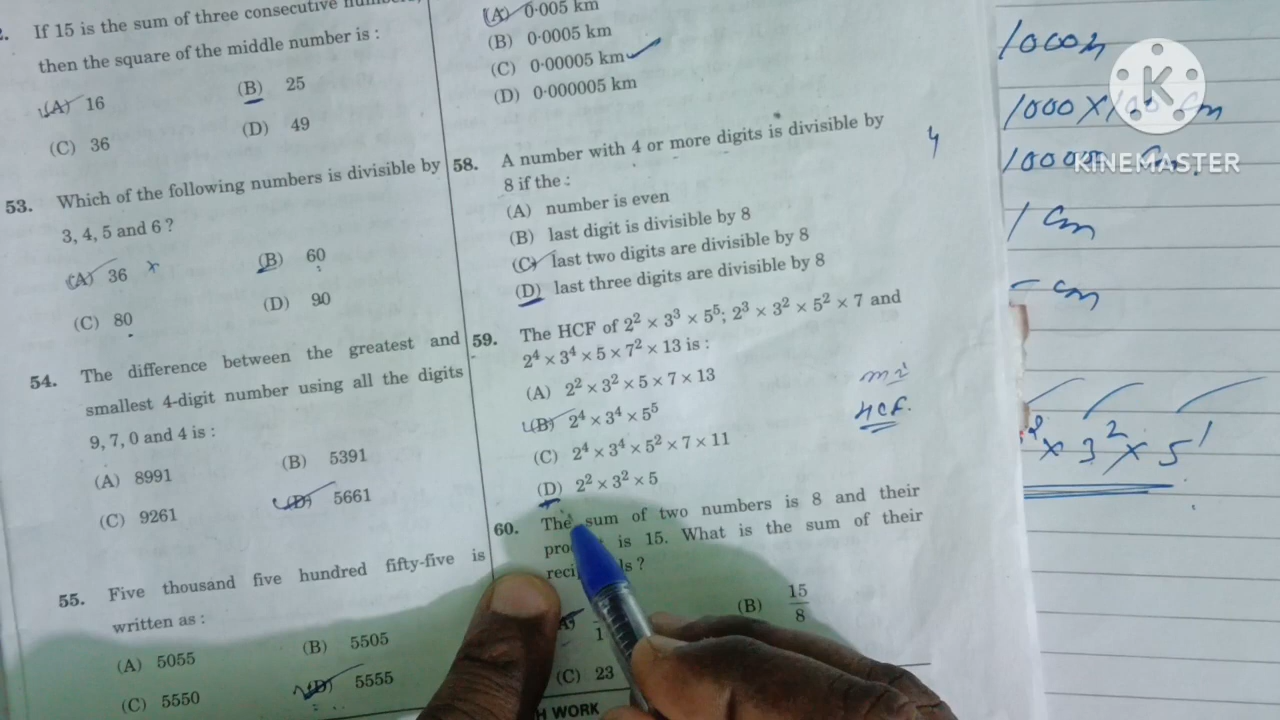 If 15 is the sum of three consecutive
then the square of the middle number is :
(A) 16
(B) 25
(C) 36
(D) 49
53. Which of the following numbers is divisible by
3, 4, 5 and 6 ?
(A) 36
(B) 60
(C) 80
(D) 90
54. The difference between the greatest and
smallest 4-digit number using all the digits
9, 7, 0 and 4 is :
(A) 8991
(B) 5391
(C) 9261
(D) 5661
55. Five thousand five hundred fifty-five is
written as :
(A) 5055
(B) 5505
(C) 5550
(D) 5555
(A) 0·005 km
(B) 0·0005 km
(C) 0·00005 km
(D) 0·000005 km
58. A number with 4 or more digits is divisible by
8 if the :
(A) number is even
(B) last digit is divisible by 8
(C) last two digits are divisible by 8
(D) last three digits are divisible by 8
59. The HCF of 2² × 3³ × 5⁵; 2³ × 3² × 5² × 7 and
2⁴ × 3⁴ × 5 × 7² × 13 is :
(A) 2² × 3² × 5 × 7 × 13
(B) 2⁴ × 3⁴ × 5⁵
(C) 2⁴ × 3⁴ × 5² × 7 × 11
(D) 2² × 3² × 5
HCF.
60. The sum of two numbers is 8 and their
is 15. What is the sum of their
(B) 15/8
(C) 23
WORK
K
KINEMASTER
1 cm
cm
× 3² × 5¹